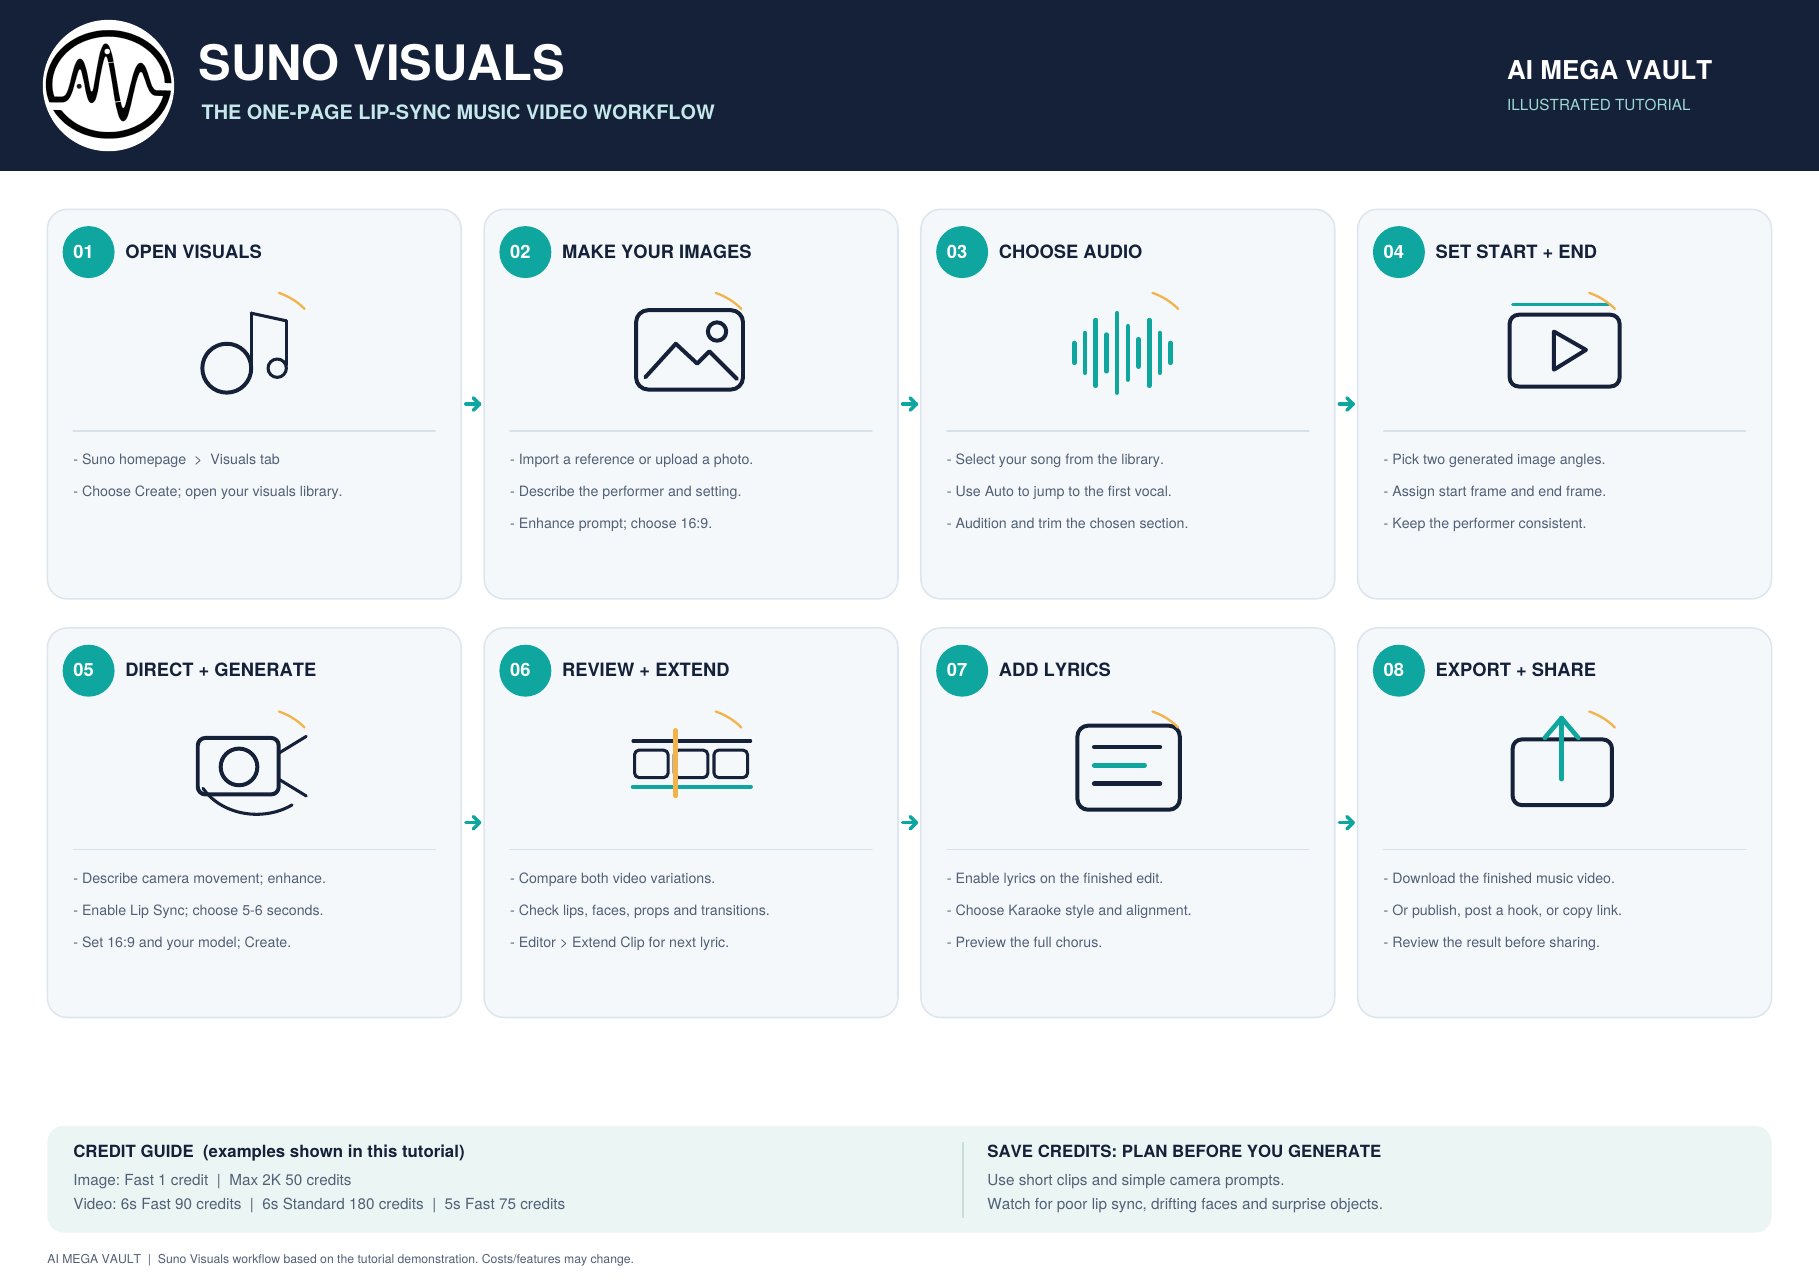 SUNO VISUALS
THE ONE-PAGE LIP-SYNC MUSIC VIDEO WORKFLOW
AI MEGA VAULT
ILLUSTRATED TUTORIAL
01 OPEN VISUALS
- Suno homepage > Visuals tab
- Choose Create; open your visuals library.
02 MAKE YOUR IMAGES
- Import a reference or upload a photo.
- Describe the performer and setting.
- Enhance prompt; choose 16:9.
03 CHOOSE AUDIO
- Select your song from the library.
- Use Auto to jump to the first vocal.
- Audition and trim the chosen section.
04 SET START + END
- Pick two generated image angles.
- Assign start frame and end frame.
- Keep the performer consistent.
05 DIRECT + GENERATE
- Describe camera movement; enhance.
- Enable Lip Sync; choose 5-6 seconds.
- Set 16:9 and your model; Create.
06 REVIEW + EXTEND
- Compare both video variations.
- Check lips, faces, props and transitions.
- Editor > Extend Clip for next lyric.
07 ADD LYRICS
- Enable lyrics on the finished edit.
- Choose Karaoke style and alignment.
- Preview the full chorus.
08 EXPORT + SHARE
- Download the finished music video.
- Or publish, post a hook, or copy link.
- Review the result before sharing.
CREDIT GUIDE (examples shown in this tutorial)
Image: Fast 1 credit | Max 2K 50 credits
Video: 6s Fast 90 credits | 6s Standard 180 credits | 5s Fast 75 credits
SAVE CREDITS: PLAN BEFORE YOU GENERATE
Use short clips and simple camera prompts.
Watch for poor lip sync, drifting faces and surprise objects.
AI MEGA VAULT | Suno Visuals workflow based on the tutorial demonstration. Costs/features may change.